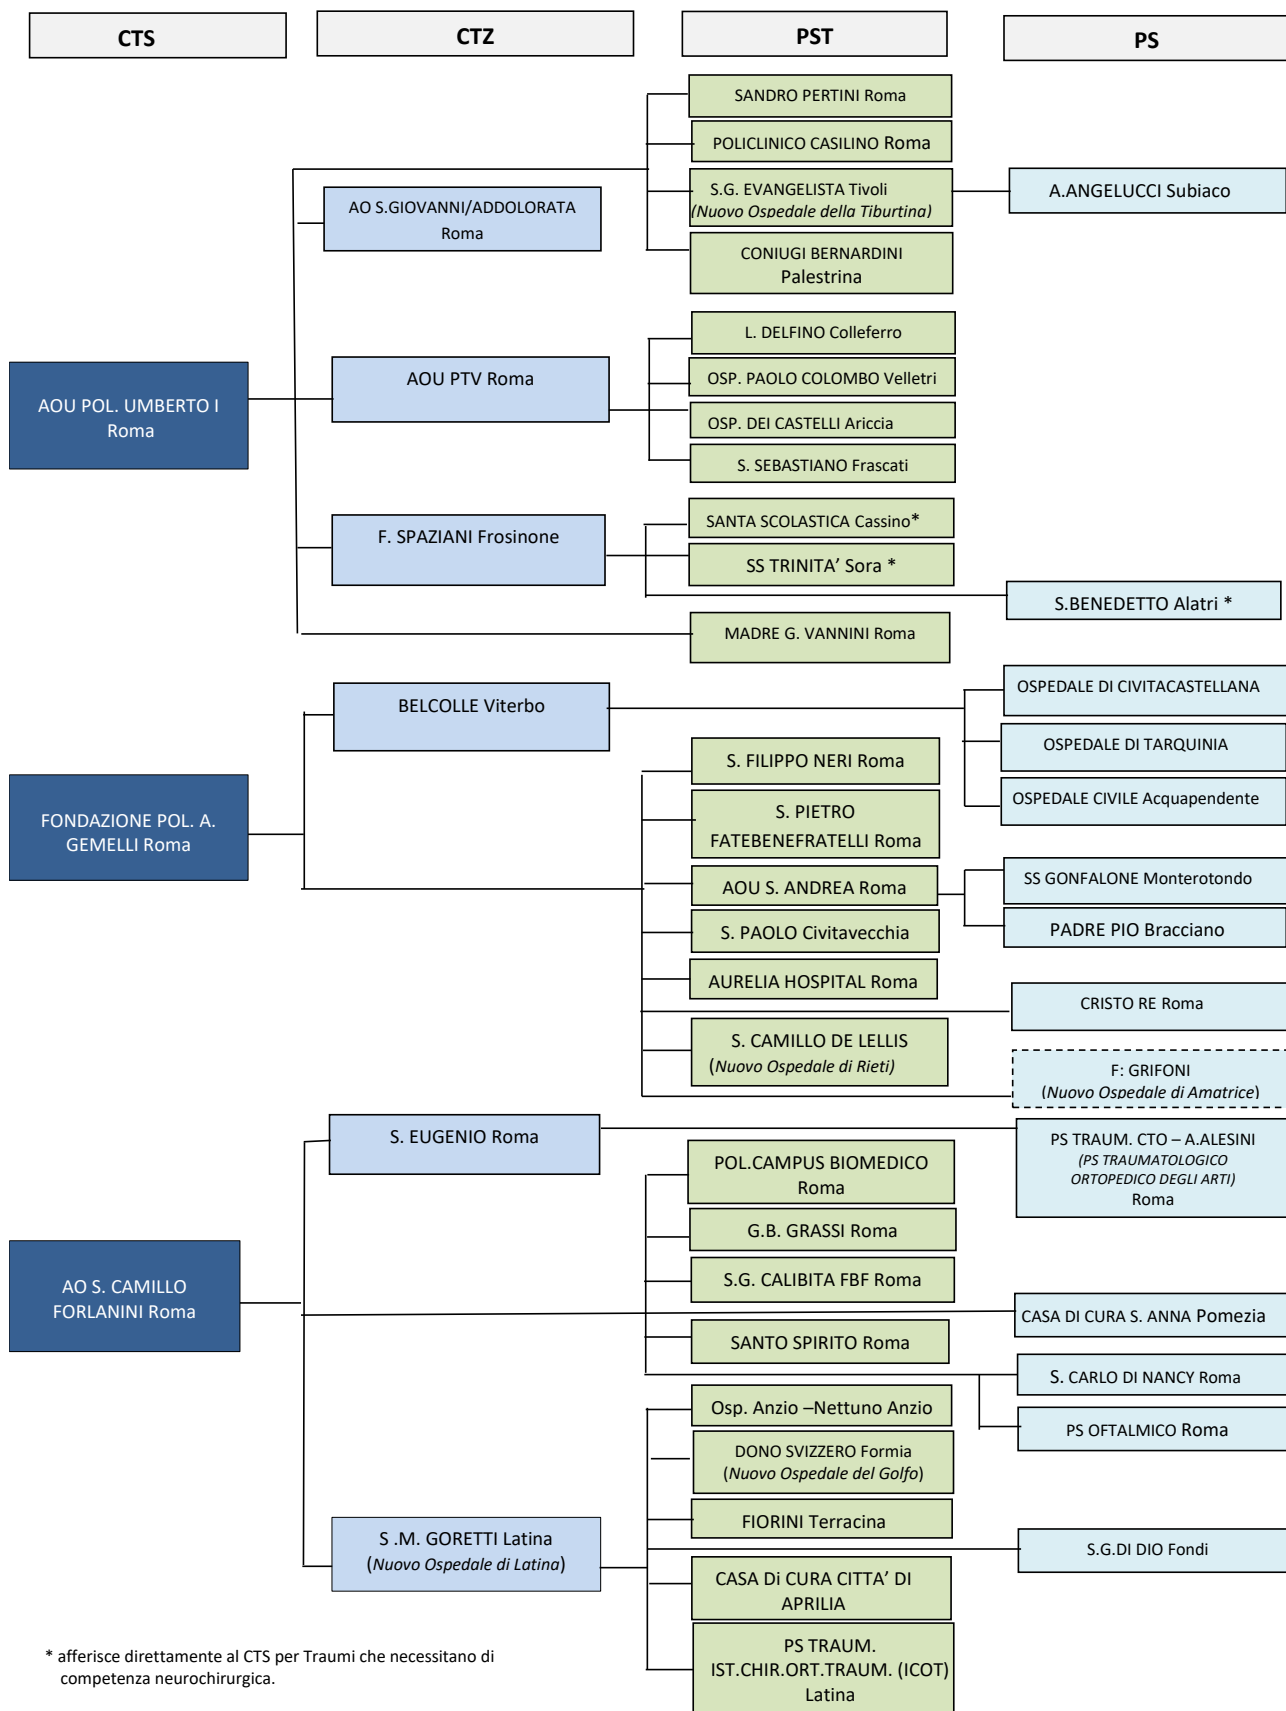 CTS
CTZ
PST
PS
SANDRO PERTINI Roma
POLICLINICO CASILINO Roma
S.G. EVANGELISTA Tivoli
(Nuovo Ospedale della Tiburtina)
A.ANGELUCCI Subiaco
AO S.GIOVANNI/ADDOLORATA
Roma
CONIUGI BERNARDINI
Palestrina
L. DELFINO Colleferro
AOU PTV Roma
OSP. PAOLO COLOMBO Velletri
AOU POL. UMBERTO I
Roma
OSP. DEI CASTELLI Ariccia
S. SEBASTIANO Frascati
SANTA SCOLASTICA Cassino*
F. SPAZIANI Frosinone
SS TRINITA’ Sora *
S.BENEDETTO Alatri *
MADRE G. VANNINI Roma
BELCOLLE Viterbo
OSPEDALE DI CIVITACASTELLANA
OSPEDALE DI TARQUINIA
S. FILIPPO NERI Roma
OSPEDALE CIVILE Acquapendente
S. PIETRO
FATEBENEFRATELLI Roma
FONDAZIONE POL. A.
GEMELLI Roma
AOU S. ANDREA Roma
SS GONFALONE Monterotondo
PADRE PIO Bracciano
S. PAOLO Civitavecchia
AURELIA HOSPITAL Roma
CRISTO RE Roma
S. CAMILLO DE LELLIS
(Nuovo Ospedale di Rieti)
F: GRIFONI
(Nuovo Ospedale di Amatrice)
S. EUGENIO Roma
PS TRAUM. CTO – A.ALESINI
(PS TRAUMATOLOGICO
ORTOPEDICO DEGLI ARTI)
Roma
POL.CAMPUS BIOMEDICO
Roma
G.B. GRASSI Roma
S.G. CALIBITA FBF Roma
AO S. CAMILLO
FORLANINI Roma
CASA DI CURA S. ANNA Pomezia
SANTO SPIRITO Roma
S. CARLO DI NANCY Roma
Osp. Anzio –Nettuno Anzio
PS OFTALMICO Roma
DONO SVIZZERO Formia
(Nuovo Ospedale del Golfo)
FIORINI Terracina
S .M. GORETTI Latina
(Nuovo Ospedale di Latina)
S.G.DI DIO Fondi
CASA Di CURA CITTA’ DI
APRILIA
PS TRAUM.
IST.CHIR.ORT.TRAUM. (ICOT)
Latina
* afferisce direttamente al CTS per Traumi che necessitano di
competenza neurochirurgica.